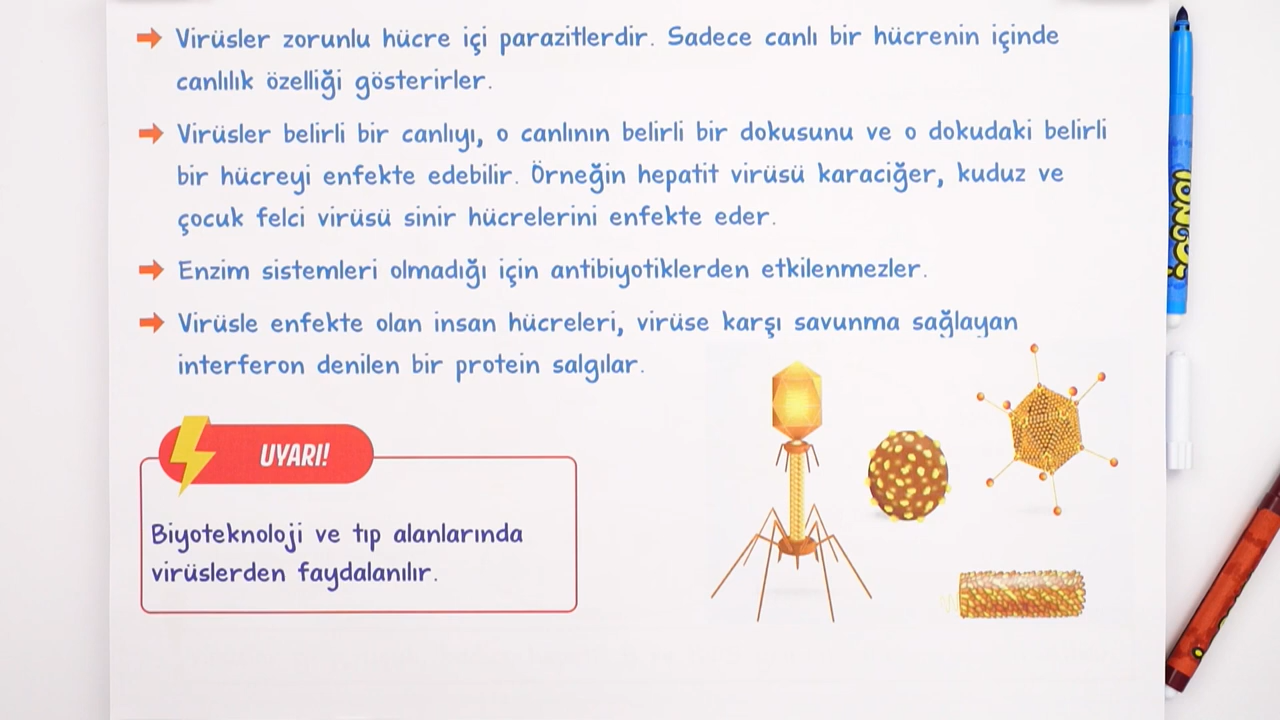 Virüsler zorunlu hücre içi parazitlerdir. Sadece canlı bir hücrenin içinde
canlılık özelliği gösterirler.
Virüsler belirli bir canlıyı, o canlının belirli bir dokusunu ve o dokudaki belirli
bir hücreyi enfekte edebilir. Örneğin hepatit virüsü karaciğer, kuduz ve
çocuk felci virüsü sinir hücrelerini enfekte eder.
Enzim sistemleri olmadığı için antibiyotiklerden etkilenmezler.
Virüsle enfekte olan insan hücreleri, virüse karşı savunma sağlayan
interferon denilen bir protein salgılar.
UYARI!
Biyoteknoloji ve tıp alanlarında
virüslerden faydalanılır.